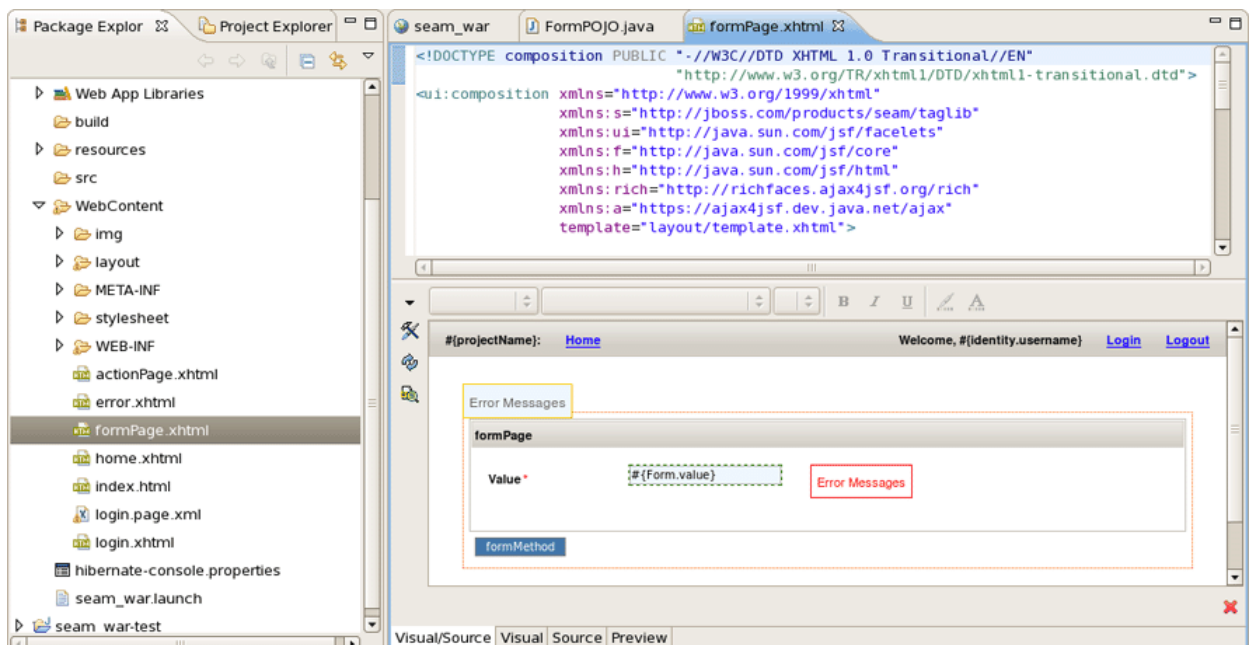 Package Explor
Project Explorer
Web App Libraries
build
resources
src
WebContent
img
layout
META-INF
stylesheet
WEB-INF
actionPage.xhtml
error.xhtml
formPage.xhtml
home.xhtml
index.html
login.page.xml
login.xhtml
hibernate-console.properties
seam_war.launch
seam_war-test
seam_war
FormPOJO.java
formPage.xhtml
<!DOCTYPE composition PUBLIC "-//W3C//DTD XHTML 1.0 Transitional//EN"
"http://www.w3.org/TR/xhtml1/DTD/xhtml1-transitional.dtd">
<ui:composition xmlns="http://www.w3.org/1999/xhtml"
xmlns:s="http://jboss.com/products/seam/taglib"
xmlns:ui="http://java.sun.com/jsf/facelets"
xmlns:f="http://java.sun.com/jsf/core"
xmlns:h="http://java.sun.com/jsf/html"
xmlns:rich="http://richfaces.ajax4jsf.org/rich"
xmlns:a="https://ajax4jsf.dev.java.net/ajax"
template="layout/template.xhtml">
B I U A
#{projectName}: Home Welcome, #{identity.username} Login Logout
Error Messages
formPage
Value * #{Form.value} Error Messages
formMethod
Visual/Source Visual Source Preview